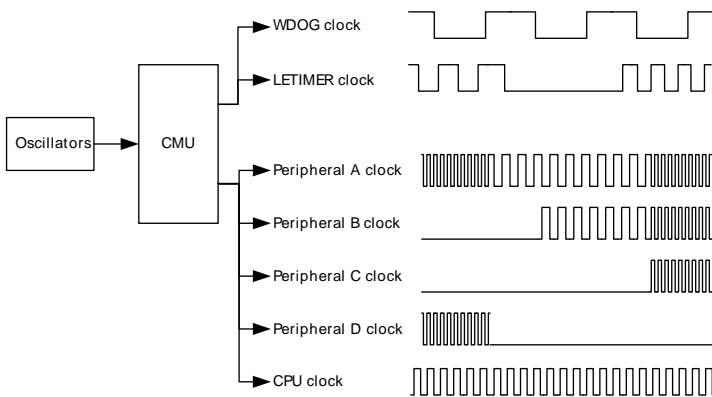 WDOG clock
LETIMER clock
Oscillators
CMU
Peripheral A clock
Peripheral B clock
Peripheral C clock
Peripheral D clock
CPU clock